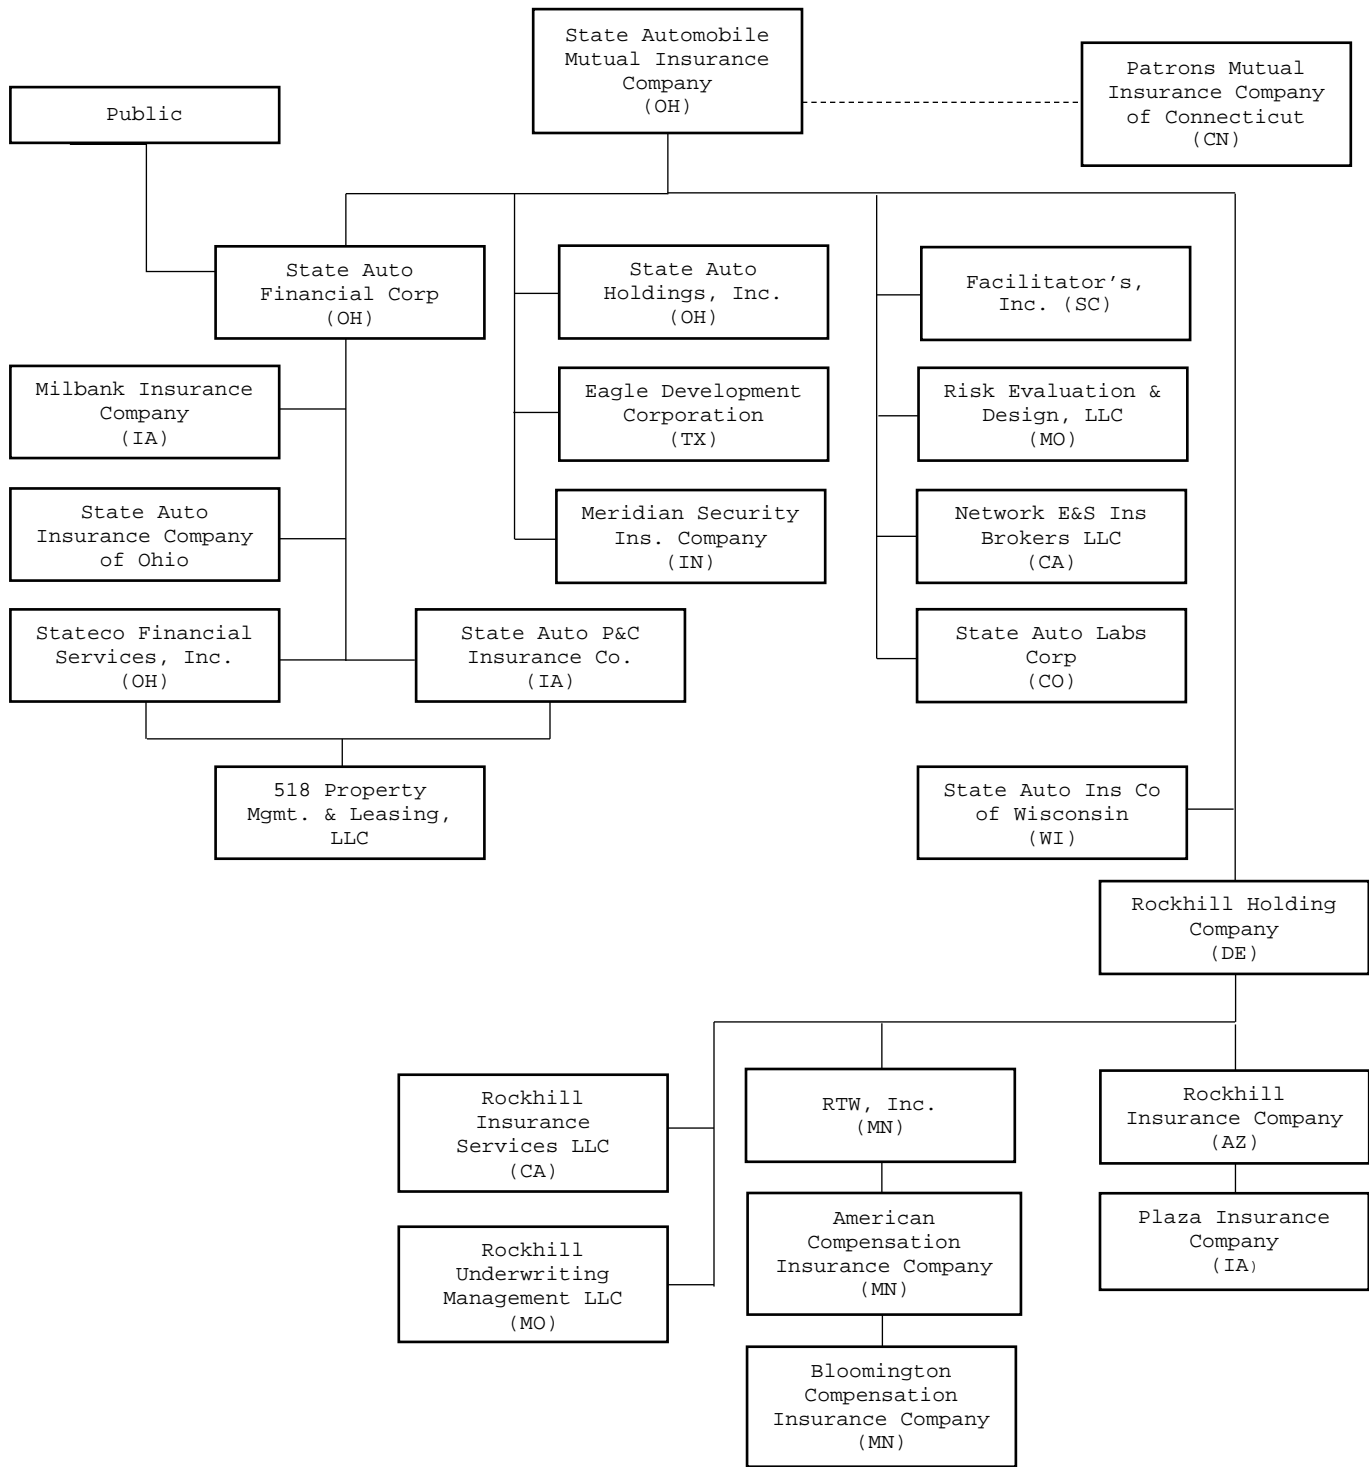 State Automobile
Mutual Insurance
Company
(OH)
Patrons Mutual
Insurance Company
of Connecticut
(CN)
Public
State Auto
Financial Corp
(OH)
State Auto
Holdings, Inc.
(OH)
Facilitator's,
Inc. (SC)
Milbank Insurance
Company
(IA)
Eagle Development
Corporation
(TX)
Risk Evaluation &
Design, LLC
(MO)
State Auto
Insurance Company
of Ohio
Meridian Security
Ins. Company
(IN)
Network E&S Ins
Brokers LLC
(CA)
Stateco Financial
Services, Inc.
(OH)
State Auto P&C
Insurance Co.
(IA)
State Auto Labs
Corp
(CO)
518 Property
Mgmt. & Leasing,
LLC
State Auto Ins Co
of Wisconsin
(WI)
Rockhill Holding
Company
(DE)
Rockhill
Insurance
Services LLC
(CA)
RTW, Inc.
(MN)
Rockhill
Insurance Company
(AZ)
Rockhill
Underwriting
Management LLC
(MO)
American
Compensation
Insurance Company
(MN)
Plaza Insurance
Company
(IA)
Bloomington
Compensation
Insurance Company
(MN)